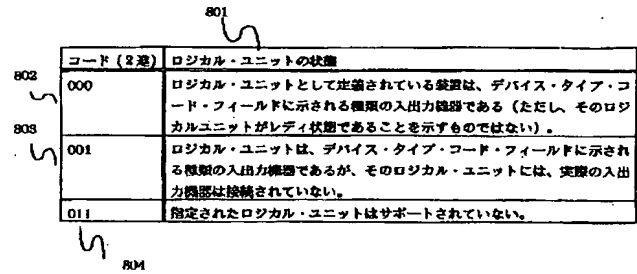 801
コード（2進） ロジカル・ユニットの状態
802
000 ロジカル・ユニットとして定義されている装置は、デバイス・タイプ・コ
ード・フィールドに示される種類の入出力機器である（ただし、そのロジ
カルユニットがレディ状態であることを示すものではない）。
803
001 ロジカル・ユニットは、デバイス・タイプ・コード・フィールドに示され
る種類の入出力機器であるが、そのロジカル・ユニットには、実際の入出
力機器は接続されていない。
011 指定されたロジカル・ユニットはサポートされていない。
804